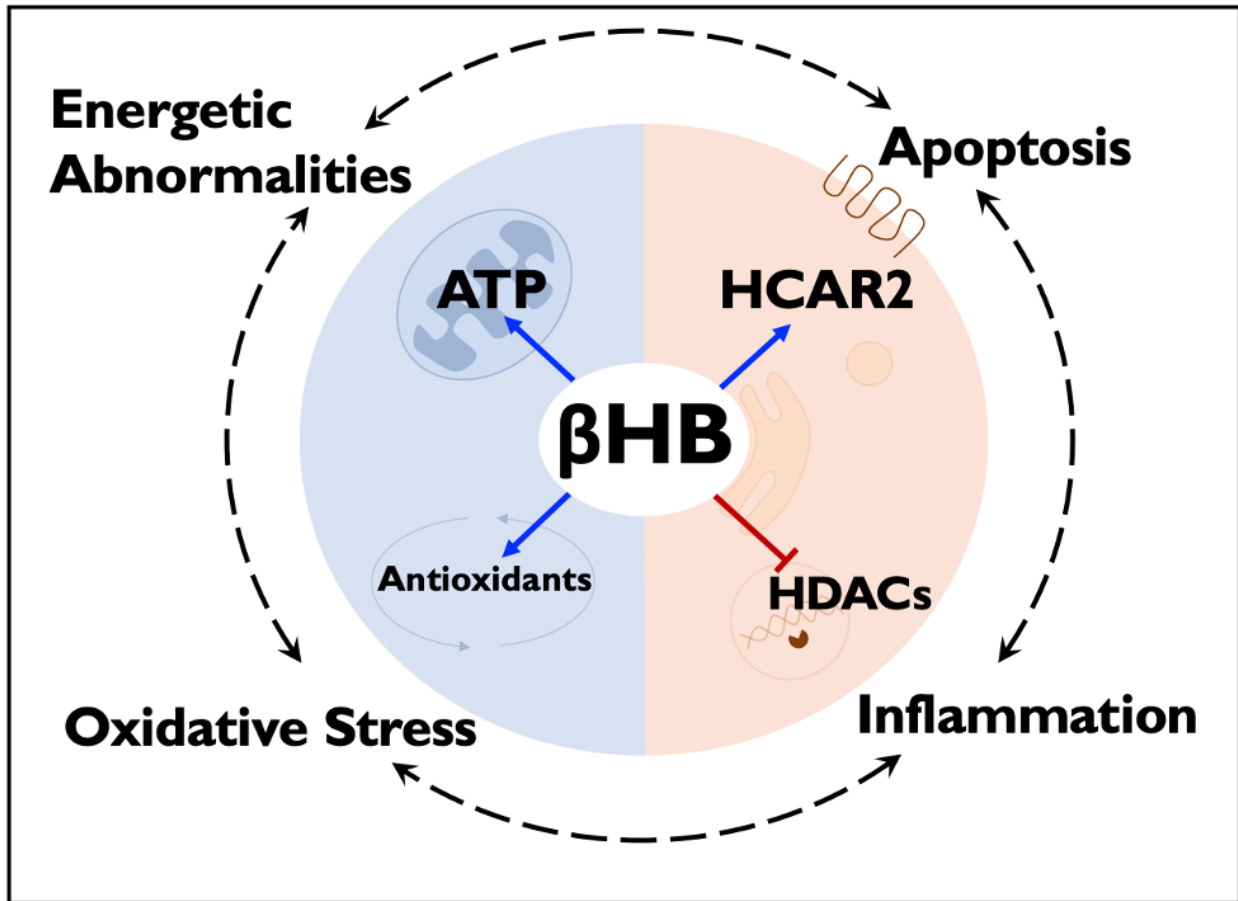 Energetic
Abnormalities
Apoptosis
ATP
HCAR2
βHB
Antioxidants
HDACs
Oxidative Stress
Inflammation